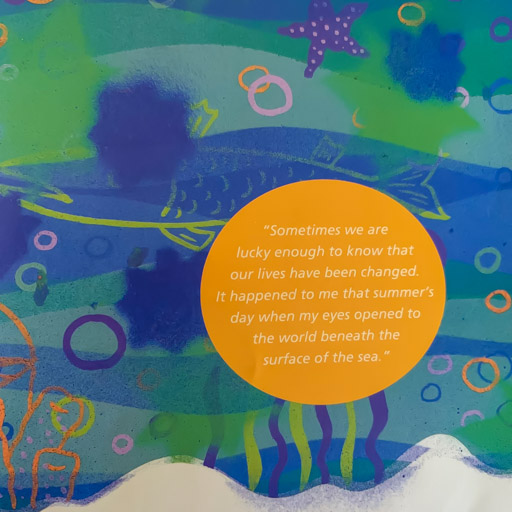 "Sometimes we are
lucky enough to know that
our lives have been changed.
It happened to me that summer's
day when my eyes opened to
the world beneath the
surface of the sea."